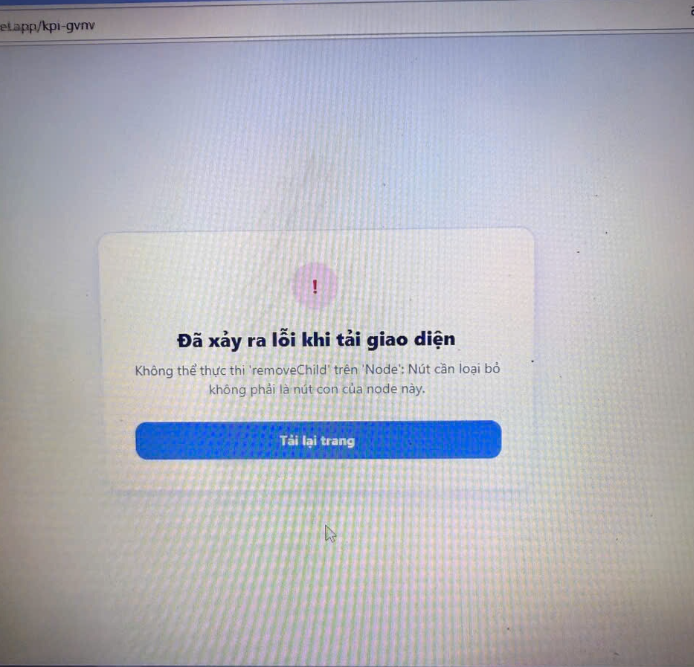 et.app/kpi-gvnv
!
Đã xảy ra lỗi khi tải giao diện
Không thể thực thi 'removeChild' trên 'Node': Nút cần loại bỏ
không phải là nút con của node này.
Tải lại trang